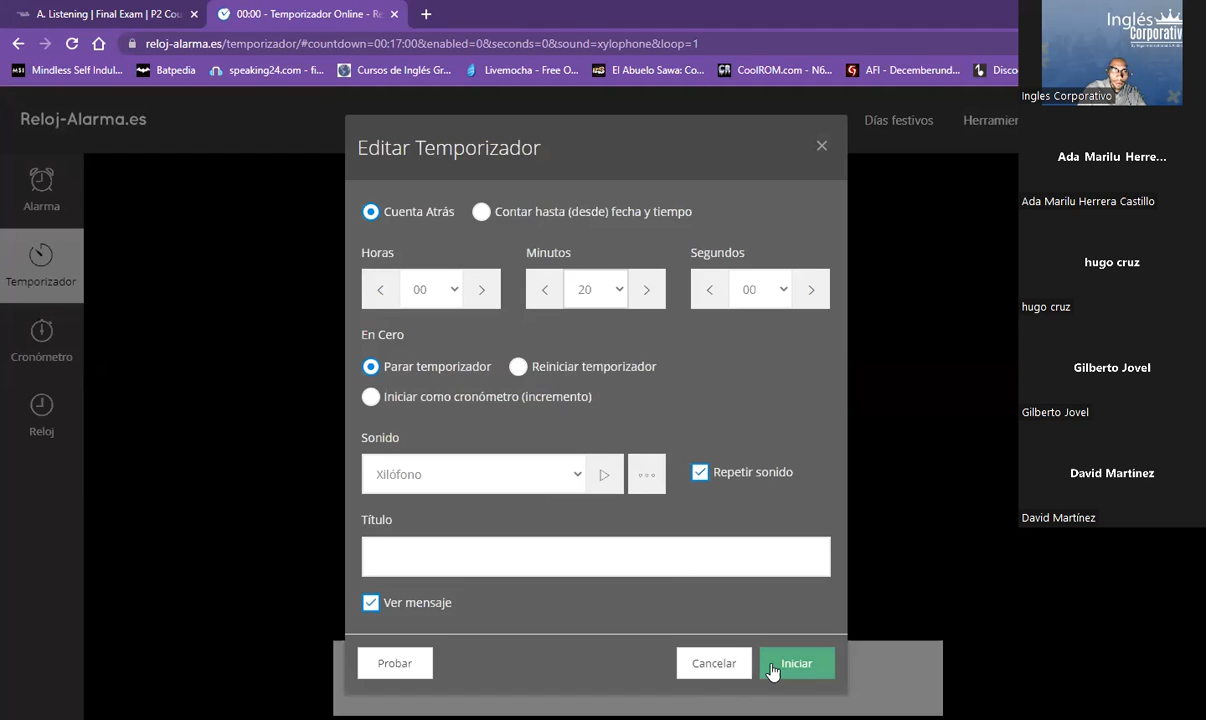 A. Listening | Final Exam | P2 Cou
00:00 - Temporizador Online - Re
reloj-alarma.es/temporizador/#countdown=00:17:00&enabled=0&seconds=0&sound=xylophone&loop=1
Mindless Self Indul...
Batpedia
speaking24.com - fi...
Cursos de Inglés Gr...
Livemocha - Free O...
El Abuelo Sawa: Co...
CoolROM.com - N6...
AFI - Decemberund...
Disco
Reloj-Alarma.es
Días festivos
Herramien
Alarma
Temporizador
Cronómetro
Reloj
Editar Temporizador
Cuenta Atrás
Contar hasta (desde) fecha y tiempo
Horas
Minutos
Segundos
00
20
00
En Cero
Parar temporizador
Reiniciar temporizador
Iniciar como cronómetro (incremento)
Sonido
Xilófono
Repetir sonido
Título
Ver mensaje
Probar
Cancelar
Iniciar
Inglés
Corporativ
Ingles Corporativo
Ada Marilu Herre...
Ada Marilu Herrera Castillo
hugo cruz
hugo cruz
Gilberto Jovel
Gilberto Jovel
David Martínez
David Martínez